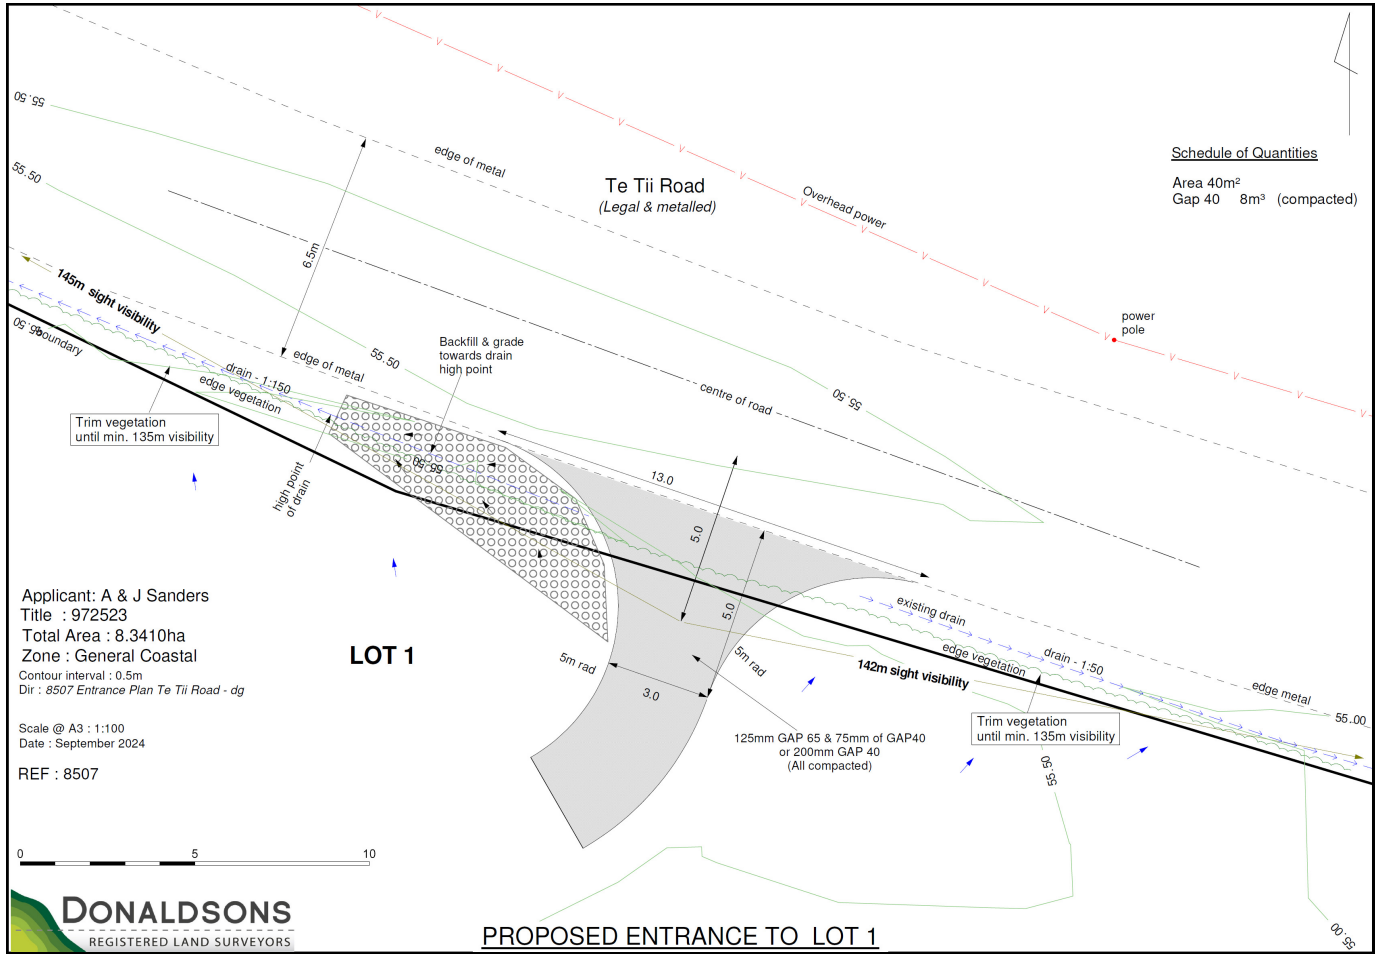 55.50
edge of metal
Te Tii Road
(Legal & metalled)
Overhead power
Schedule of Quantities
Area 40m²
Gap 40 8m³ (compacted)
55.50
6.5m
145m sight visibility
power
pole
55.50
boundary
Backfill & grade
towards drain
high point
55.50
edge of metal
drain - 1:150
edge vegetation
centre of road
55.50
Trim vegetation
until min. 135m visibility
55.50
13.0
high point
of drain
5.0
5.0
Applicant: A & J Sanders
Title : 972523
Total Area : 8.3410ha
Zone : General Coastal
Contour interval : 0.5m
Dir : 8507 Entrance Plan Te Tii Road - dg
Scale @ A3 : 1:100
Date : September 2024
REF : 8507
LOT 1
existing drain
edge vegetation
drain - 1:50
5m rad
5m rad
3.0
142m sight visibility
edge metal
55.00
Trim vegetation
until min. 135m visibility
125mm GAP 65 & 75mm of GAP40
or 200mm GAP 40
(All compacted)
55.50
55.00
0 5 10
DONALDSONS
REGISTERED LAND SURVEYORS
PROPOSED ENTRANCE TO LOT 1